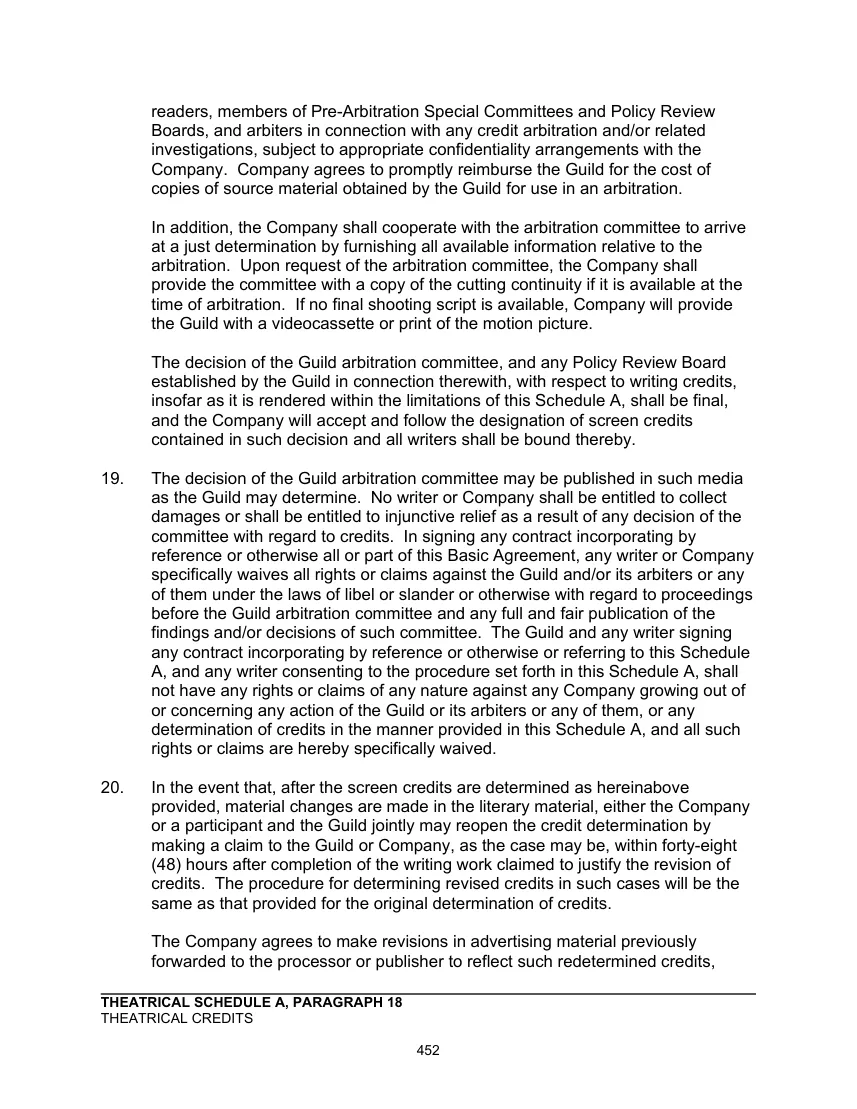 readers, members of Pre-Arbitration Special Committees and Policy Review
Boards, and arbiters in connection with any credit arbitration and/or related
investigations, subject to appropriate confidentiality arrangements with the
Company.  Company agrees to promptly reimburse the Guild for the cost of
copies of source material obtained by the Guild for use in an arbitration.
In addition, the Company shall cooperate with the arbitration committee to arrive
at a just determination by furnishing all available information relative to the
arbitration.  Upon request of the arbitration committee, the Company shall
provide the committee with a copy of the cutting continuity if it is available at the
time of arbitration.  If no final shooting script is available, Company will provide
the Guild with a videocassette or print of the motion picture.
The decision of the Guild arbitration committee, and any Policy Review Board
established by the Guild in connection therewith, with respect to writing credits,
insofar as it is rendered within the limitations of this Schedule A, shall be final,
and the Company will accept and follow the designation of screen credits
contained in such decision and all writers shall be bound thereby.
19. The decision of the Guild arbitration committee may be published in such media
as the Guild may determine.  No writer or Company shall be entitled to collect
damages or shall be entitled to injunctive relief as a result of any decision of the
committee with regard to credits.  In signing any contract incorporating by
reference or otherwise all or part of this Basic Agreement, any writer or Company
specifically waives all rights or claims against the Guild and/or its arbiters or any
of them under the laws of libel or slander or otherwise with regard to proceedings
before the Guild arbitration committee and any full and fair publication of the
findings and/or decisions of such committee.  The Guild and any writer signing
any contract incorporating by reference or otherwise or referring to this Schedule
A, and any writer consenting to the procedure set forth in this Schedule A, shall
not have any rights or claims of any nature against any Company growing out of
or concerning any action of the Guild or its arbiters or any of them, or any
determination of credits in the manner provided in this Schedule A, and all such
rights or claims are hereby specifically waived.
20. In the event that, after the screen credits are determined as hereinabove
provided, material changes are made in the literary material, either the Company
or a participant and the Guild jointly may reopen the credit determination by
making a claim to the Guild or Company, as the case may be, within forty-eight
(48) hours after completion of the writing work claimed to justify the revision of
credits.  The procedure for determining revised credits in such cases will be the
same as that provided for the original determination of credits.
The Company agrees to make revisions in advertising material previously
forwarded to the processor or publisher to reflect such redetermined credits,
THEATRICAL SCHEDULE A, PARAGRAPH 18
THEATRICAL CREDITS
452